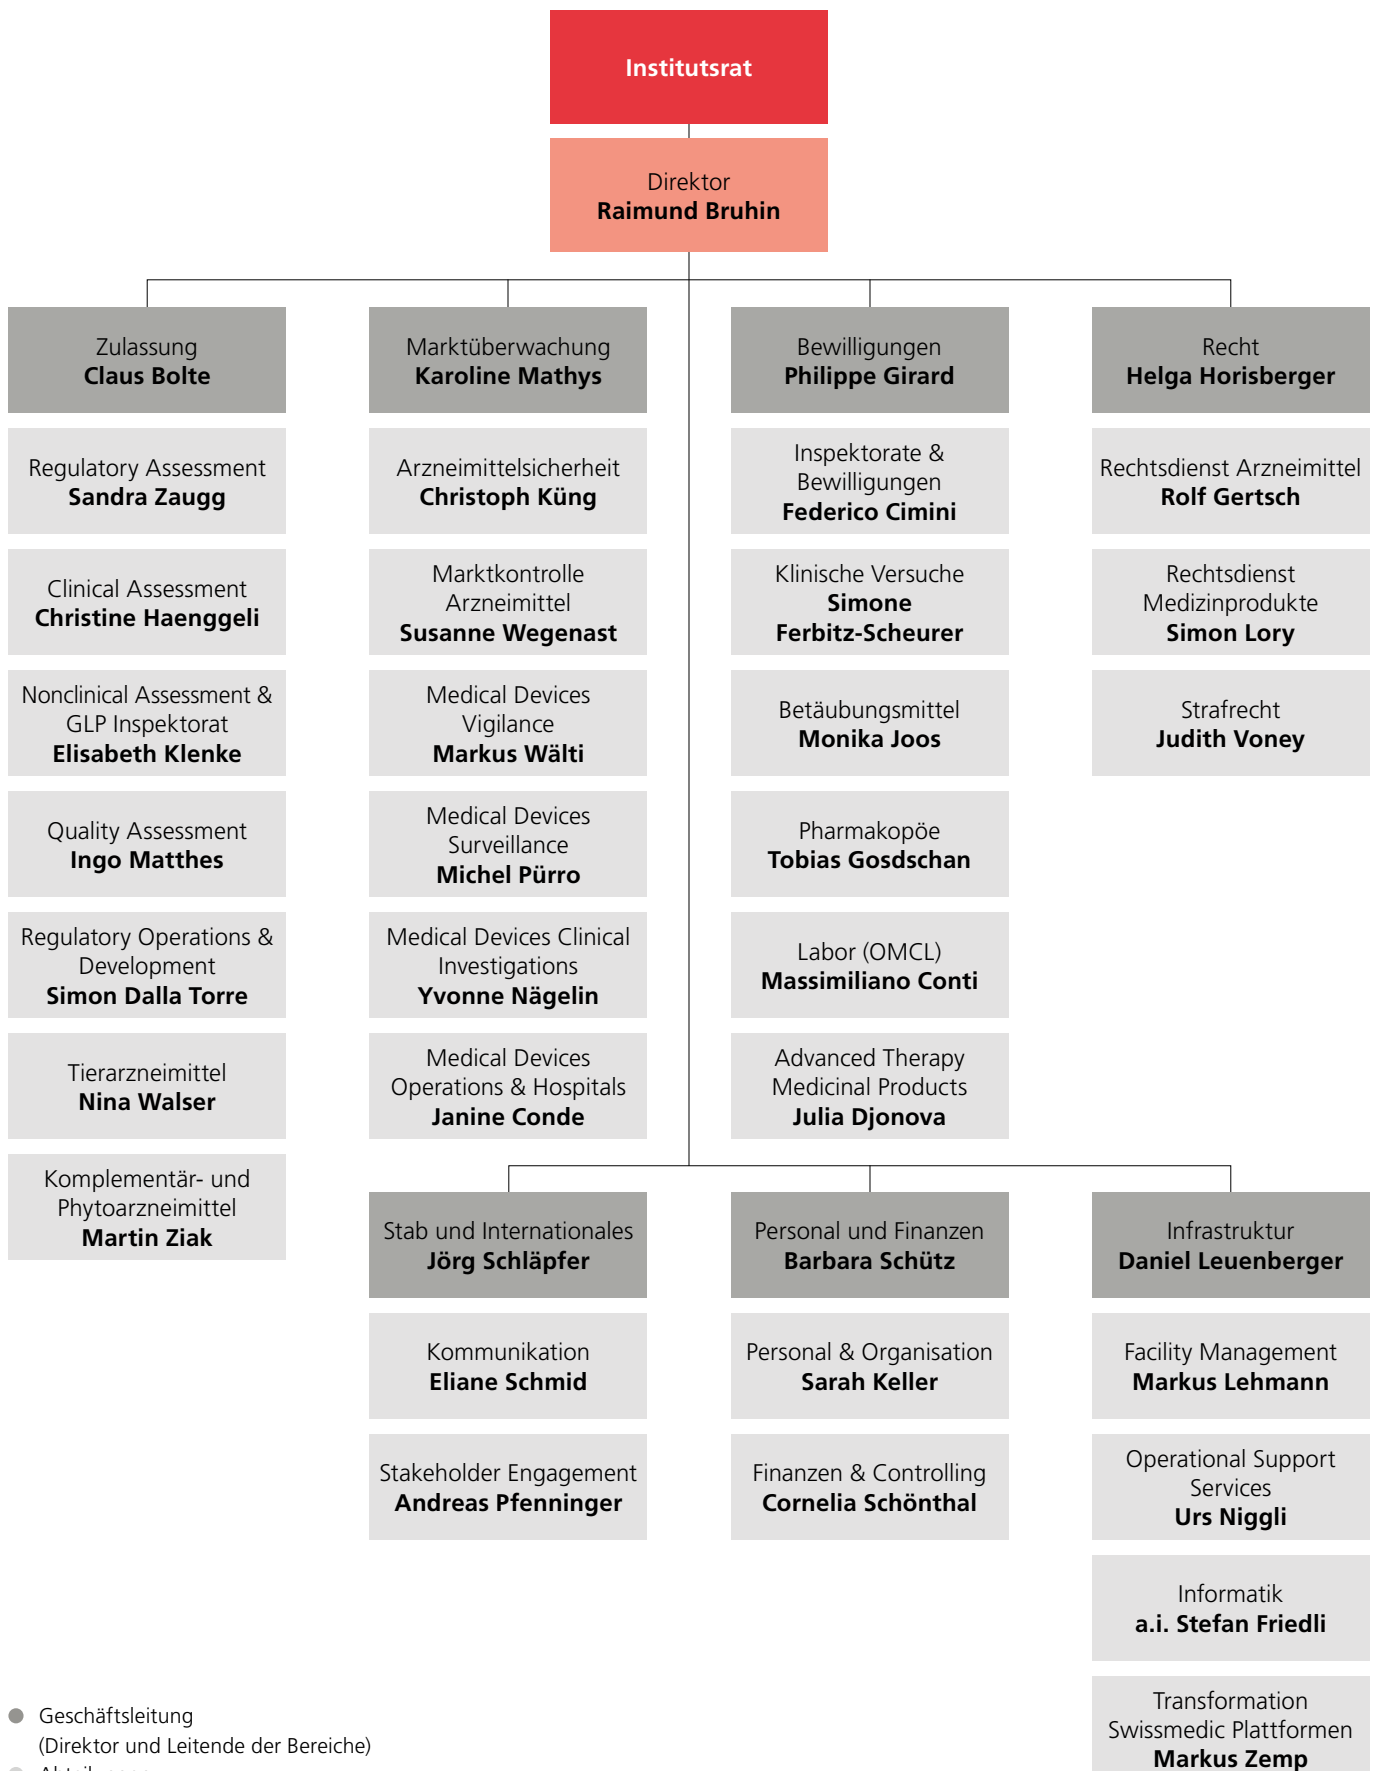 Institutsrat
Direktor
Raimund Bruhin
Zulassung
Claus Bolte
Regulatory Assessment
Sandra Zaugg
Clinical Assessment
Christine Haenggeli
Nonclinical Assessment &
GLP Inspektorat
Elisabeth Klenke
Quality Assessment
Ingo Matthes
Regulatory Operations &
Development
Simon Dalla Torre
Tierarzneimittel
Nina Walser
Komplementär- und
Phytoarzneimittel
Martin Ziak
Marktüberwachung
Karoline Mathys
Arzneimittelsicherheit
Christoph Küng
Marktkontrolle
Arzneimittel
Susanne Wegenast
Medical Devices
Vigilance
Markus Wälti
Medical Devices
Surveillance
Michel Pürro
Medical Devices Clinical
Investigations
Yvonne Nägelin
Medical Devices
Operations & Hospitals
Janine Conde
Bewilligungen
Philippe Girard
Inspektorate &
Bewilligungen
Federico Cimini
Klinische Versuche
Simone
Ferbitz-Scheurer
Betäubungsmittel
Monika Joos
Pharmakopöe
Tobias Gosdschan
Labor (OMCL)
Massimiliano Conti
Advanced Therapy
Medicinal Products
Julia Djonova
Recht
Helga Horisberger
Rechtsdienst Arzneimittel
Rolf Gertsch
Rechtsdienst
Medizinprodukte
Simon Lory
Strafrecht
Judith Voney
Stab und Internationales
Jörg Schläpfer
Kommunikation
Eliane Schmid
Stakeholder Engagement
Andreas Pfenninger
Personal und Finanzen
Barbara Schütz
Personal & Organisation
Sarah Keller
Finanzen & Controlling
Cornelia Schönthal
Infrastruktur
Daniel Leuenberger
Facility Management
Markus Lehmann
Operational Support
Services
Urs Niggli
Informatik
a.i. Stefan Friedli
Transformation
Swissmedic Plattformen
Markus Zemp
Geschäftsleitung
(Direktor und Leitende der Bereiche)